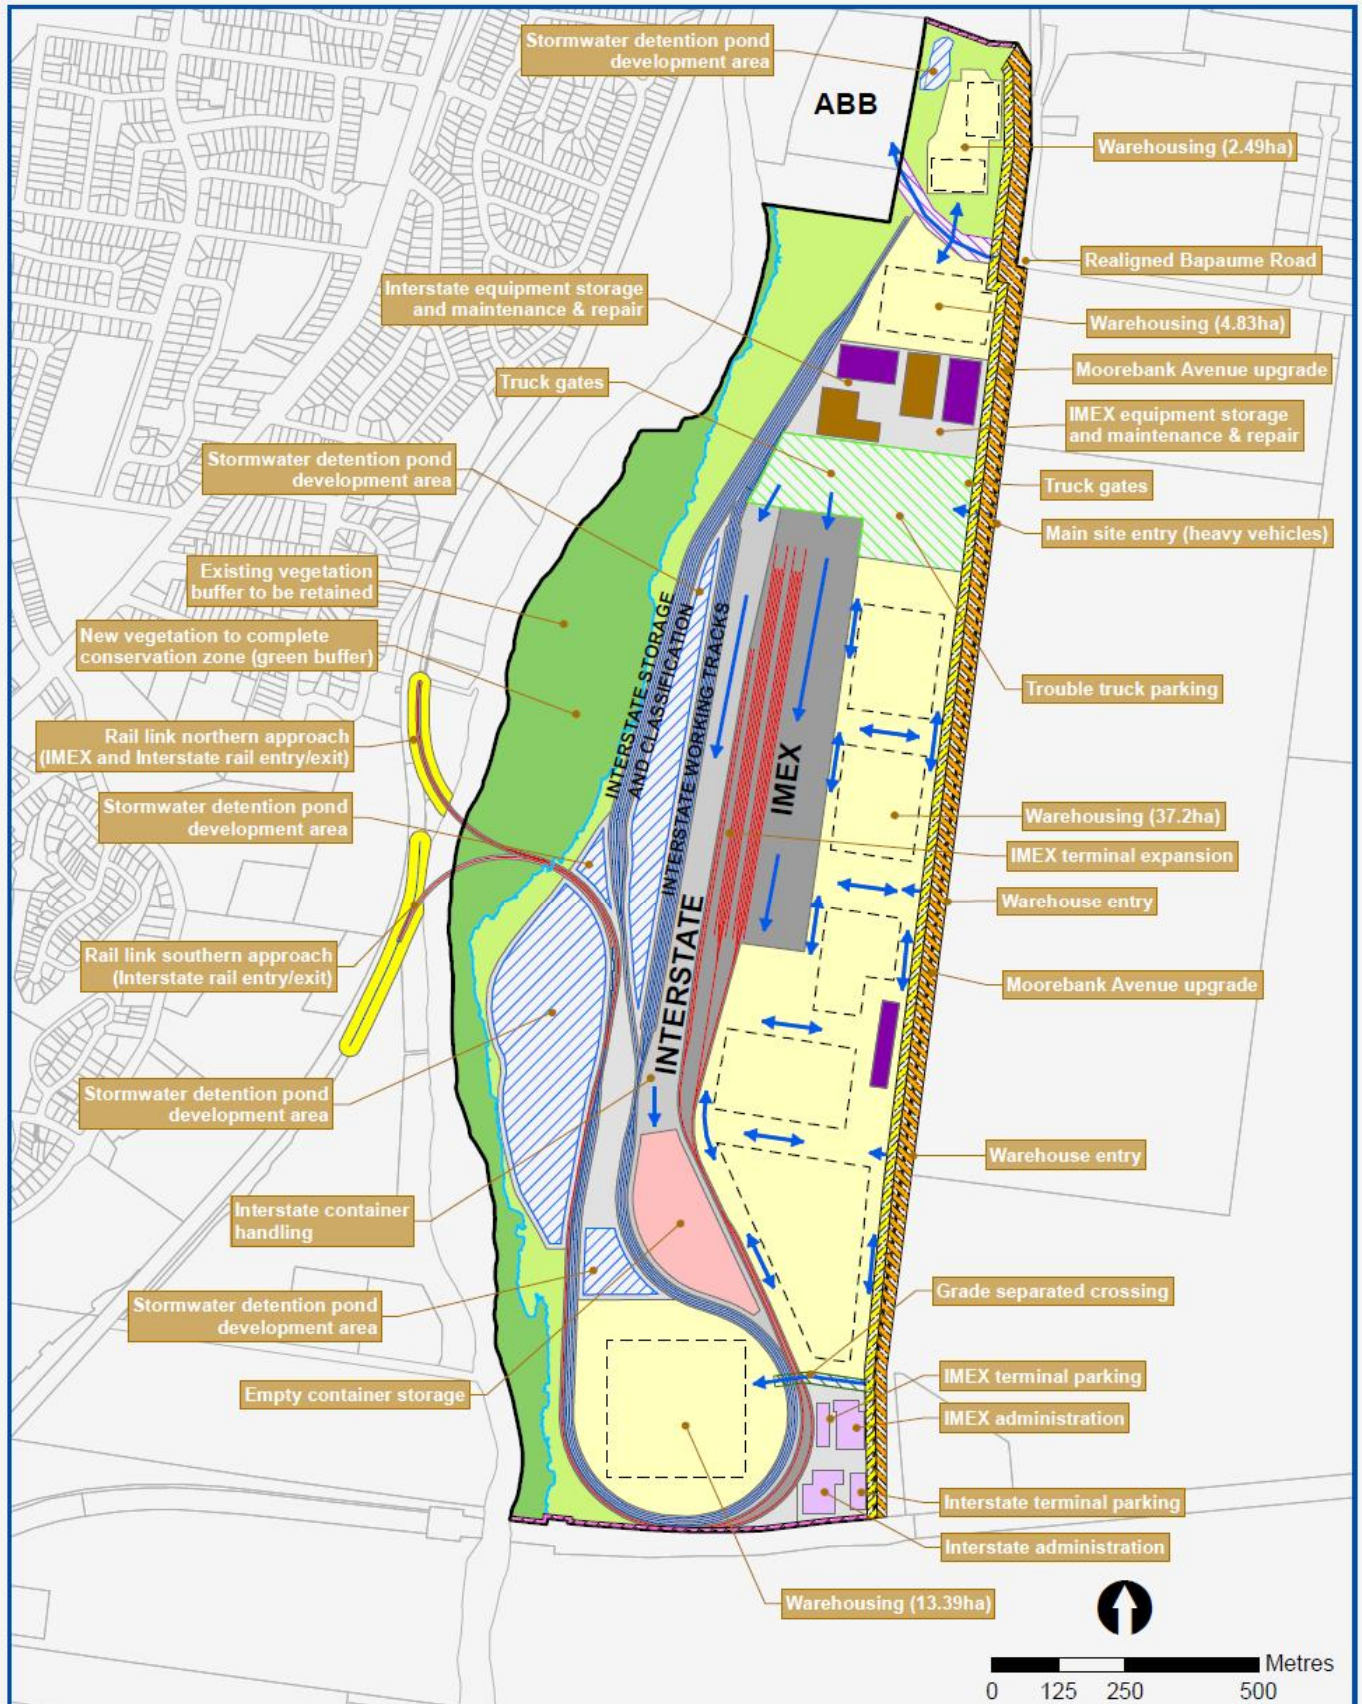 Stormwater detention pond
development area
ABB
Warehousing (2.49ha)
Realigned Bapaume Road
Interstate equipment storage
and maintenance & repair
Warehousing (4.83ha)
Truck gates
Moorebank Avenue upgrade
IMEX equipment storage
and maintenance & repair
Stormwater detention pond
development area
Truck gates
Main site entry (heavy vehicles)
Existing vegetation
buffer to be retained
New vegetation to complete
conservation zone (green buffer)
INTERSTATE STORAGE
AND CLASSIFICATION
INTERSTATE WORKING TRACKS
Trouble truck parking
Rail link northern approach
(IMEX and Interstate rail entry/exit)
IMEX
Stormwater detention pond
development area
Warehousing (37.2ha)
IMEX terminal expansion
Warehouse entry
INTERSTATE
Rail link southern approach
(Interstate rail entry/exit)
Moorebank Avenue upgrade
Stormwater detention pond
development area
Warehouse entry
Interstate container
handling
Stormwater detention pond
development area
Grade separated crossing
Empty container storage
IMEX terminal parking
IMEX administration
Interstate terminal parking
Interstate administration
Warehousing (13.39ha)
Metres
0 125 250 500